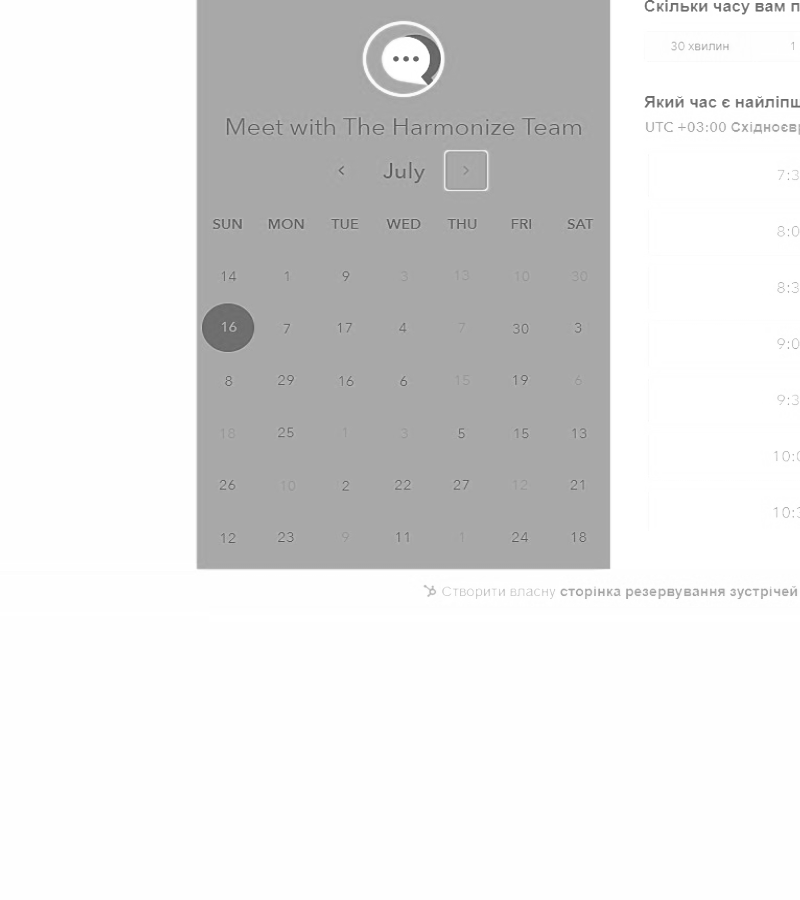 Скільки часу вам п
30 хвилин 1
Meet with The Harmonize Team
Який час є найліпш
UTC +03:00 Східноєвр
July
SUN MON TUE WED THU FRI SAT
14 1 9 3 13 10 30
16 7 17 4 7 30 3
8 29 16 6 15 19 6
18 25 1 3 5 15 13
26 10 2 22 27 12 21
12 23 9 11 1 24 18
7:3
8:0
8:3
9:0
9:3
10:0
10:3
Створити власну сторінка резервування зустрічей